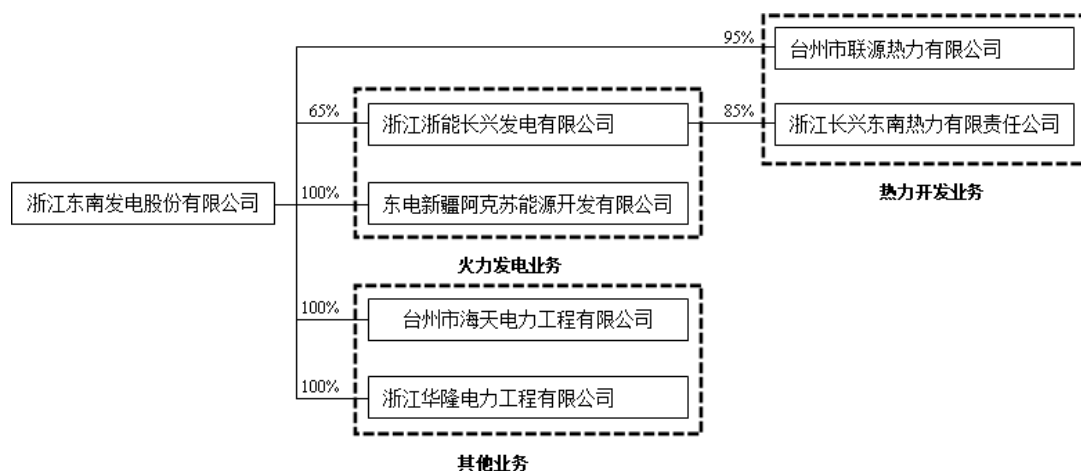 95%
台州市联源热力有限公司
65%
浙江浙能长兴发电有限公司
85%
浙江长兴东南热力有限责任公司
热力开发业务
浙江东南发电股份有限公司
100%
东电新疆阿克苏能源开发有限公司
火力发电业务
100%
台州市海天电力工程有限公司
100%
浙江华隆电力工程有限公司
其他业务